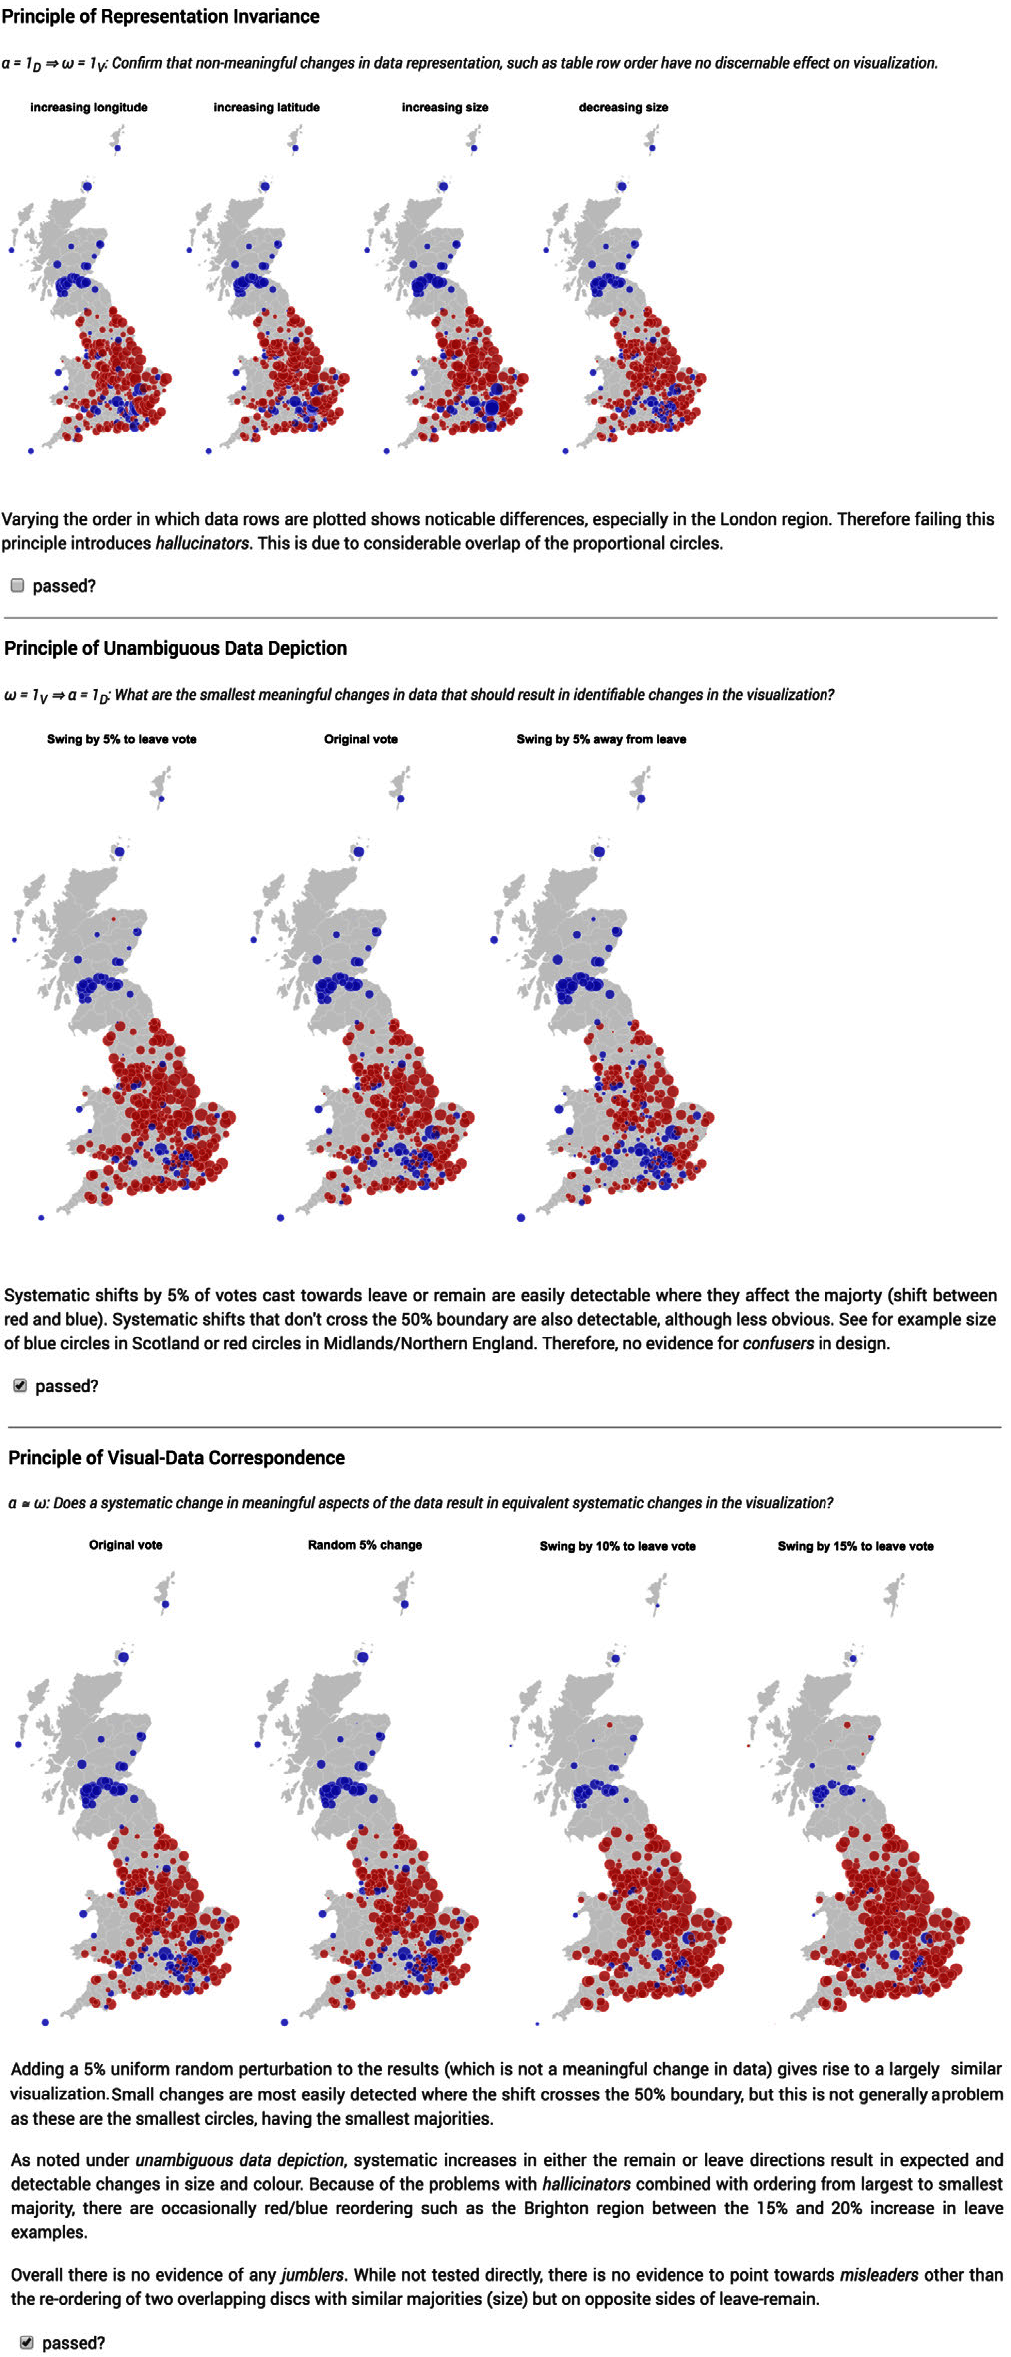 Principle of Representation Invariance
α = 1D ⇒ ω = 1V: Confirm that non-meaningful changes in data representation, such as table row order have no discernable effect on visualization.
increasing longitude increasing latitude increasing size decreasing size
Varying the order in which data rows are plotted shows noticable differences, especially in the London region. Therefore failing this
principle introduces hallucinators. This is due to considerable overlap of the proportional circles.
passed?
Principle of Unambiguous Data Depiction
ω = 1V ⇒ α = 1D: What are the smallest meaningful changes in data that should result in identifiable changes in the visualization?
Swing by 5% to leave vote Original vote Swing by 5% away from leave
Systematic shifts by 5% of votes cast towards leave or remain are easily detectable where they affect the majorty (shift between
red and blue). Systematic shifts that don't cross the 50% boundary are also detectable, although less obvious. See for example size
of blue circles in Scotland or red circles in Midlands/Northern England. Therefore, no evidence for confusers in design.
passed?
Principle of Visual-Data Correspondence
α ≅ ω: Does a systematic change in meaningful aspects of the data result in equivalent systematic changes in the visualization?
Original vote Random 5% change Swing by 10% to leave vote Swing by 15% to leave vote
Adding a 5% uniform random perturbation to the results (which is not a meaningful change in data) gives rise to a largely similar
visualization. Small changes are most easily detected where the shift crosses the 50% boundary, but this is not generally a problem
as these are the smallest circles, having the smallest majorities.
As noted under unambiguous data depiction, systematic increases in either the remain or leave directions result in expected and
detectable changes in size and colour. Because of the problems with hallicinators combined with ordering from largest to smallest
majority, there are occasionally red/blue reordering such as the Brighton region between the 15% and 20% increase in leave
examples.
Overall there is no evidence of any jumblers. While not tested directly, there is no evidence to point towards misleaders other than
the re-ordering of two overlapping discs with similar majorities (size) but on opposite sides of leave-remain.
passed?